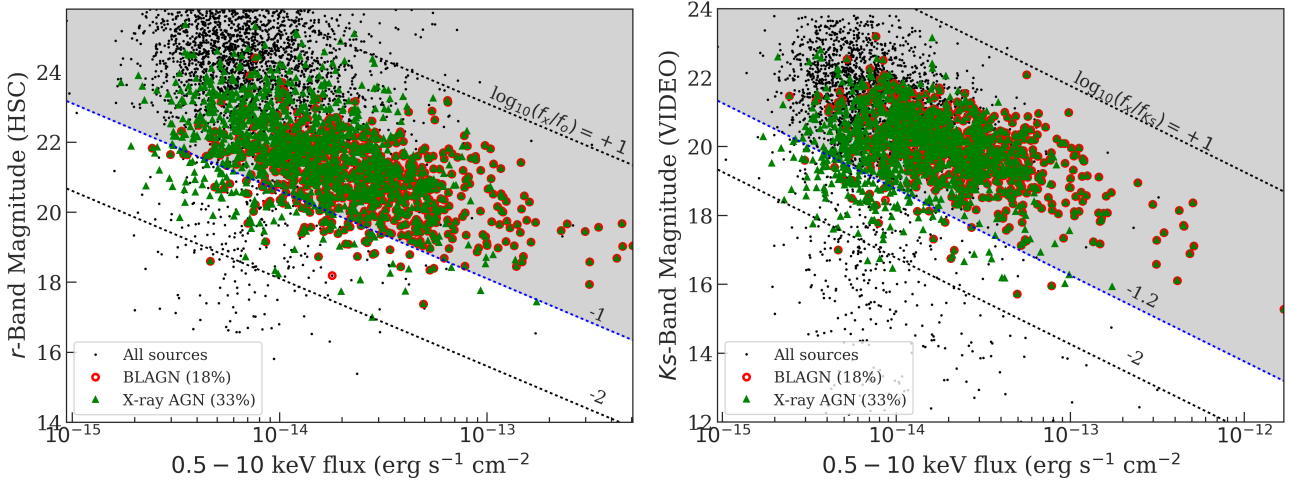 r-Band Magnitude (HSC)
24
22
20
18
16
14
log₁₀(fₓ/fₒ) = +1
-1
-2
All sources
BLAGN (18%)
X-ray AGN (33%)
10⁻¹⁵
10⁻¹⁴
10⁻¹³
0.5 − 10 keV flux (erg s⁻¹ cm⁻²
Ks-Band Magnitude (VIDEO)
24
22
20
18
16
14
12
log₁₀(fₓ/f_Ks) = +1
-1.2
-2
All sources
BLAGN (18%)
X-ray AGN (33%)
10⁻¹⁵
10⁻¹⁴
10⁻¹³
10⁻¹²
0.5 − 10 keV flux (erg s⁻¹ cm⁻²